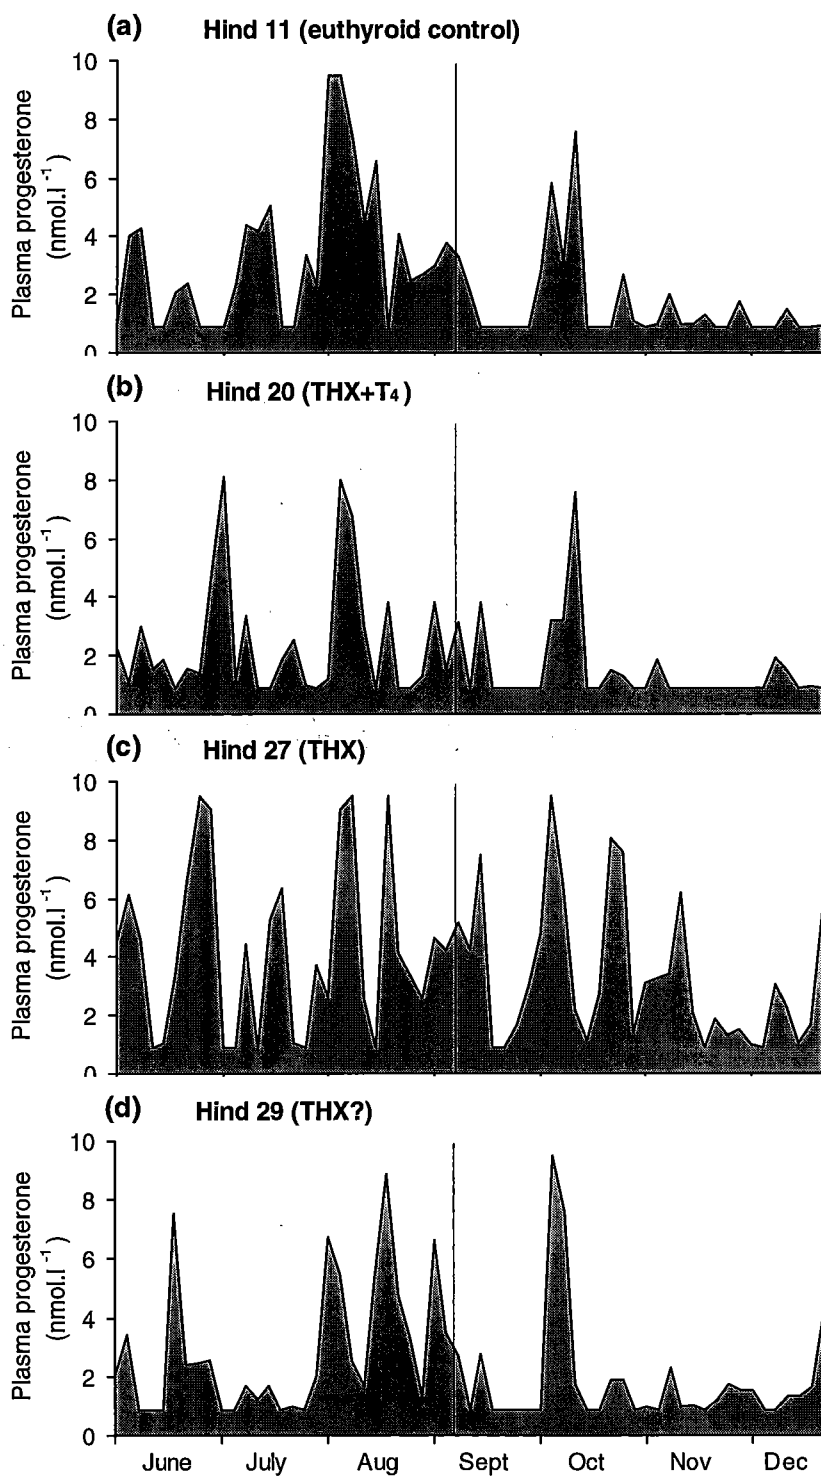 (a) Hind 11 (euthyroid control)
10
8
6
4
2
0
Plasma progesterone
(nmol.l⁻¹)
(b) Hind 20 (THX+T₄)
10
8
6
4
2
0
Plasma progesterone
(nmol.l⁻¹)
(c) Hind 27 (THX)
10
8
6
4
2
0
Plasma progesterone
(nmol.l⁻¹)
(d) Hind 29 (THX?)
10
8
6
4
2
0
Plasma progesterone
(nmol.l⁻¹)
June July Aug Sept Oct Nov Dec